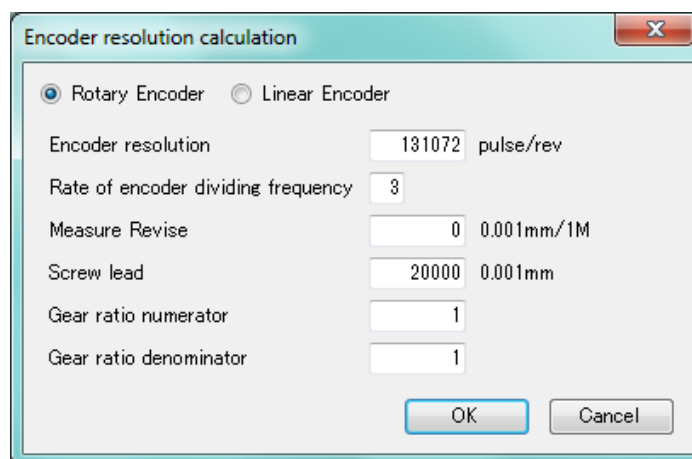 Encoder resolution calculation
Rotary Encoder Linear Encoder
Encoder resolution 131072 pulse/rev
Rate of encoder dividing frequency 3
Measure Revise 0 0.001mm/1M
Screw lead 20000 0.001mm
Gear ratio numerator 1
Gear ratio denominator 1
OK Cancel